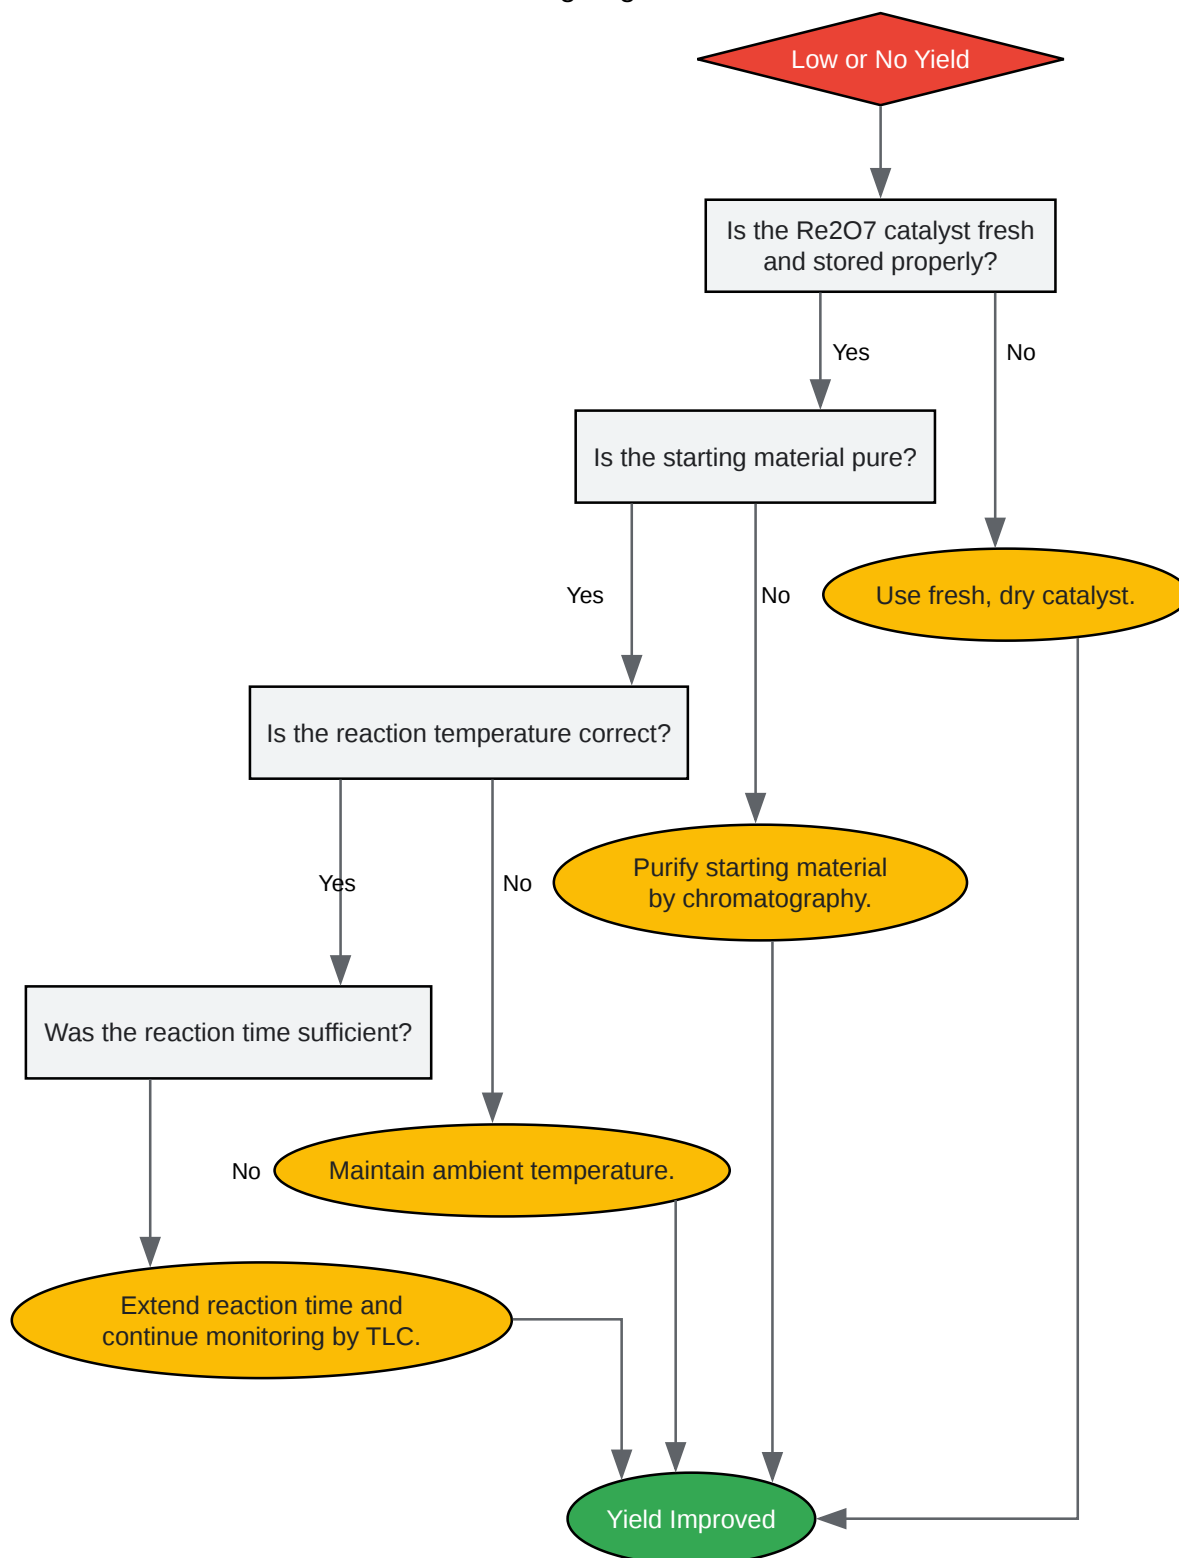 Low or No Yield
Is the Re2O7 catalyst fresh
and stored properly?
Yes
No
Is the starting material pure?
Yes
No
Use fresh, dry catalyst.
Is the reaction temperature correct?
Yes
No
Purify starting material
by chromatography.
Was the reaction time sufficient?
No
Maintain ambient temperature.
Extend reaction time and
continue monitoring by TLC.
Yield Improved